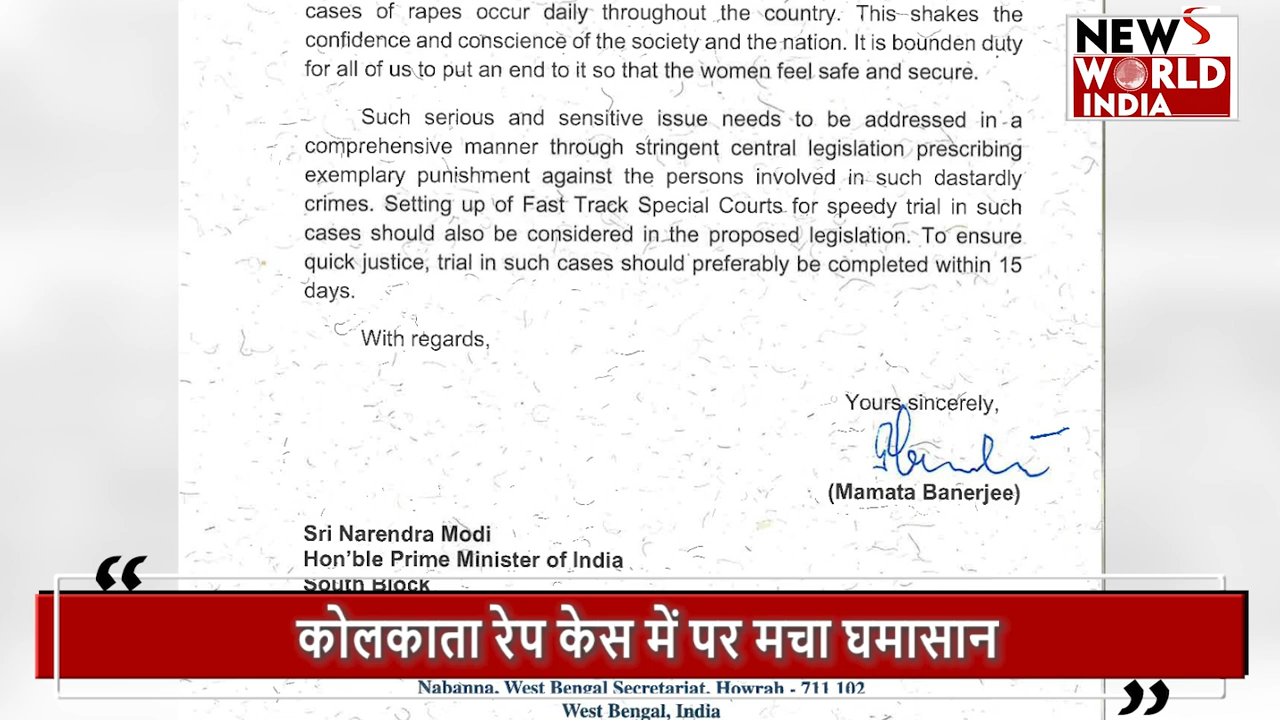 cases of rapes occur daily throughout the country. This shakes the
confidence and conscience of the society and the nation. It is bounden duty
for all of us to put an end to it so that the women feel safe and secure.
Such serious and sensitive issue needs to be addressed in a
comprehensive manner through stringent central legislation prescribing
exemplary punishment against the persons involved in such dastardly
crimes. Setting up of Fast Track Special Courts for speedy trial in such
cases should also be considered in the proposed legislation. To ensure
quick justice, trial in such cases should preferably be completed within 15
days.
With regards,
Yours sincerely,
(Mamata Banerjee)
Sri Narendra Modi
Hon'ble Prime Minister of India
South Block
NEWS
WORLD
INDIA
“
कोलकाता रेप केस में पर मचा घमासान
”
Nabanna, West Bengal Secretariat, Howrah - 711 102
West Bengal, India